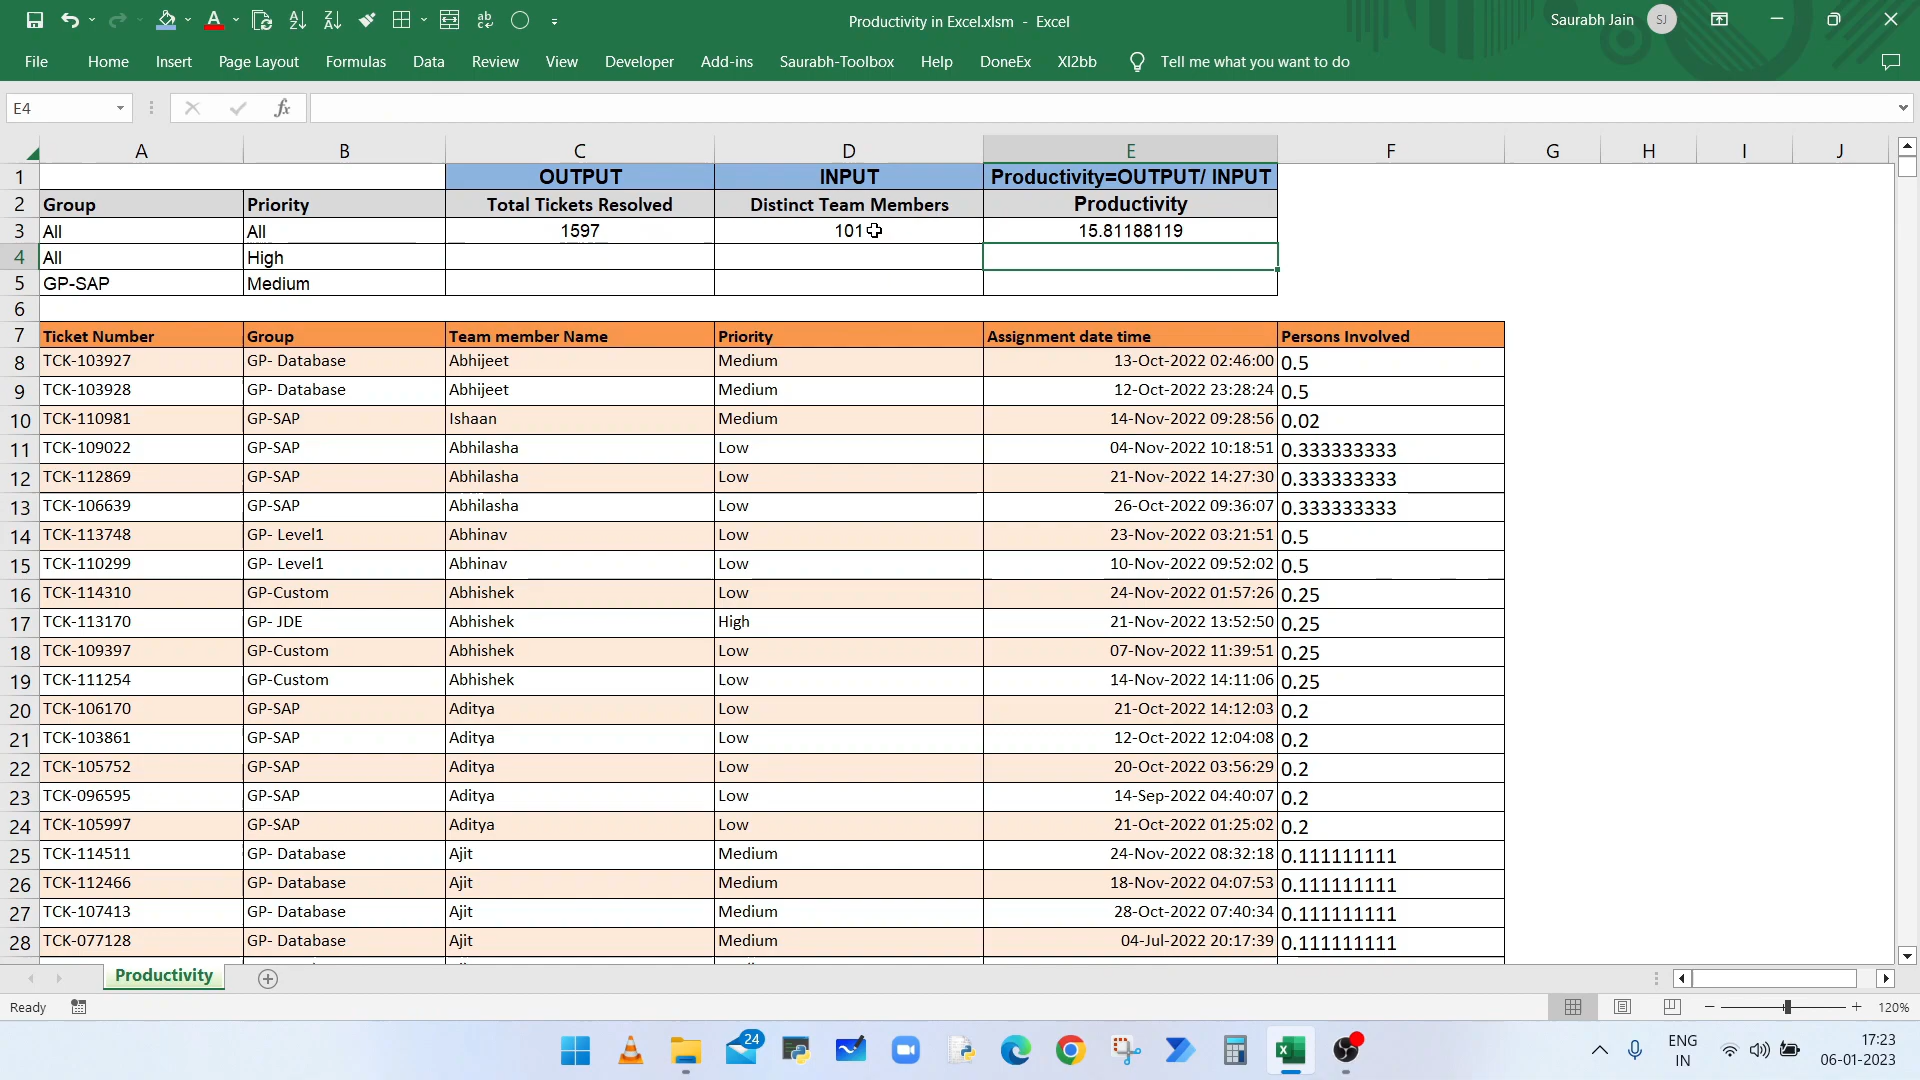 Productivity in Excel.xlsm - Excel
Saurabh Jain SJ
File Home Insert Page Layout Formulas Data Review View Developer Add-ins Saurabh-Toolbox Help DoneEx Xl2bb Tell me what you want to do
E4 fx
A B C D E F G H I J
1 OUTPUT INPUT Productivity=OUTPUT/ INPUT
2 Group Priority Total Tickets Resolved Distinct Team Members Productivity
3 All All 1597 101 15.81188119
4 All High
5 GP-SAP Medium
6
7 Ticket Number Group Team member Name Priority Assignment date time Persons Involved
8 TCK-103927 GP- Database Abhijeet Medium 13-Oct-2022 02:46:00 0.5
9 TCK-103928 GP- Database Abhijeet Medium 12-Oct-2022 23:28:24 0.5
10 TCK-110981 GP-SAP Ishaan Medium 14-Nov-2022 09:28:56 0.02
11 TCK-109022 GP-SAP Abhilasha Low 04-Nov-2022 10:18:51 0.333333333
12 TCK-112869 GP-SAP Abhilasha Low 21-Nov-2022 14:27:30 0.333333333
13 TCK-106639 GP-SAP Abhilasha Low 26-Oct-2022 09:36:07 0.333333333
14 TCK-113748 GP- Level1 Abhinav Low 23-Nov-2022 03:21:51 0.5
15 TCK-110299 GP- Level1 Abhinav Low 10-Nov-2022 09:52:02 0.5
16 TCK-114310 GP-Custom Abhishek Low 24-Nov-2022 01:57:26 0.25
17 TCK-113170 GP- JDE Abhishek High 21-Nov-2022 13:52:50 0.25
18 TCK-109397 GP-Custom Abhishek Low 07-Nov-2022 11:39:51 0.25
19 TCK-111254 GP-Custom Abhishek Low 14-Nov-2022 14:11:06 0.25
20 TCK-106170 GP-SAP Aditya Low 21-Oct-2022 14:12:03 0.2
21 TCK-103861 GP-SAP Aditya Low 12-Oct-2022 12:04:08 0.2
22 TCK-105752 GP-SAP Aditya Low 20-Oct-2022 03:56:29 0.2
23 TCK-096595 GP-SAP Aditya Low 14-Sep-2022 04:40:07 0.2
24 TCK-105997 GP-SAP Aditya Low 21-Oct-2022 01:25:02 0.2
25 TCK-114511 GP- Database Ajit Medium 24-Nov-2022 08:32:18 0.111111111
26 TCK-112466 GP- Database Ajit Medium 18-Nov-2022 04:07:53 0.111111111
27 TCK-107413 GP- Database Ajit Medium 28-Oct-2022 07:40:34 0.111111111
28 TCK-077128 GP- Database Ajit Medium 04-Jul-2022 20:17:39 0.111111111
Productivity
Ready 120%
24 ENG 17:23
IN 06-01-2023